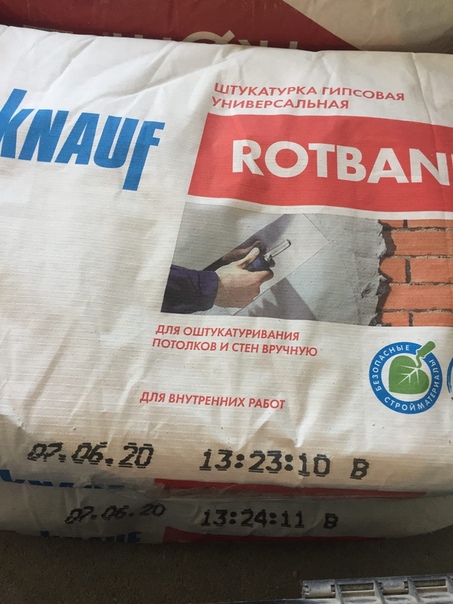 KNAUF
ШТУКАТУРКА ГИПСОВАЯ
УНИВЕРСАЛЬНАЯ
ROTBAN
ДЛЯ ОШТУКАТУРИВАНИЯ
ПОТОЛКОВ И СТЕН ВРУЧНУЮ
БЕЗОПАСНЫЕ
СТРОЙМАТЕРИАЛЫ
ДЛЯ ВНУТРЕННИХ РАБОТ
07.06.20 13:23:10 В
07.06.20 13:24:11 В
KNAUF